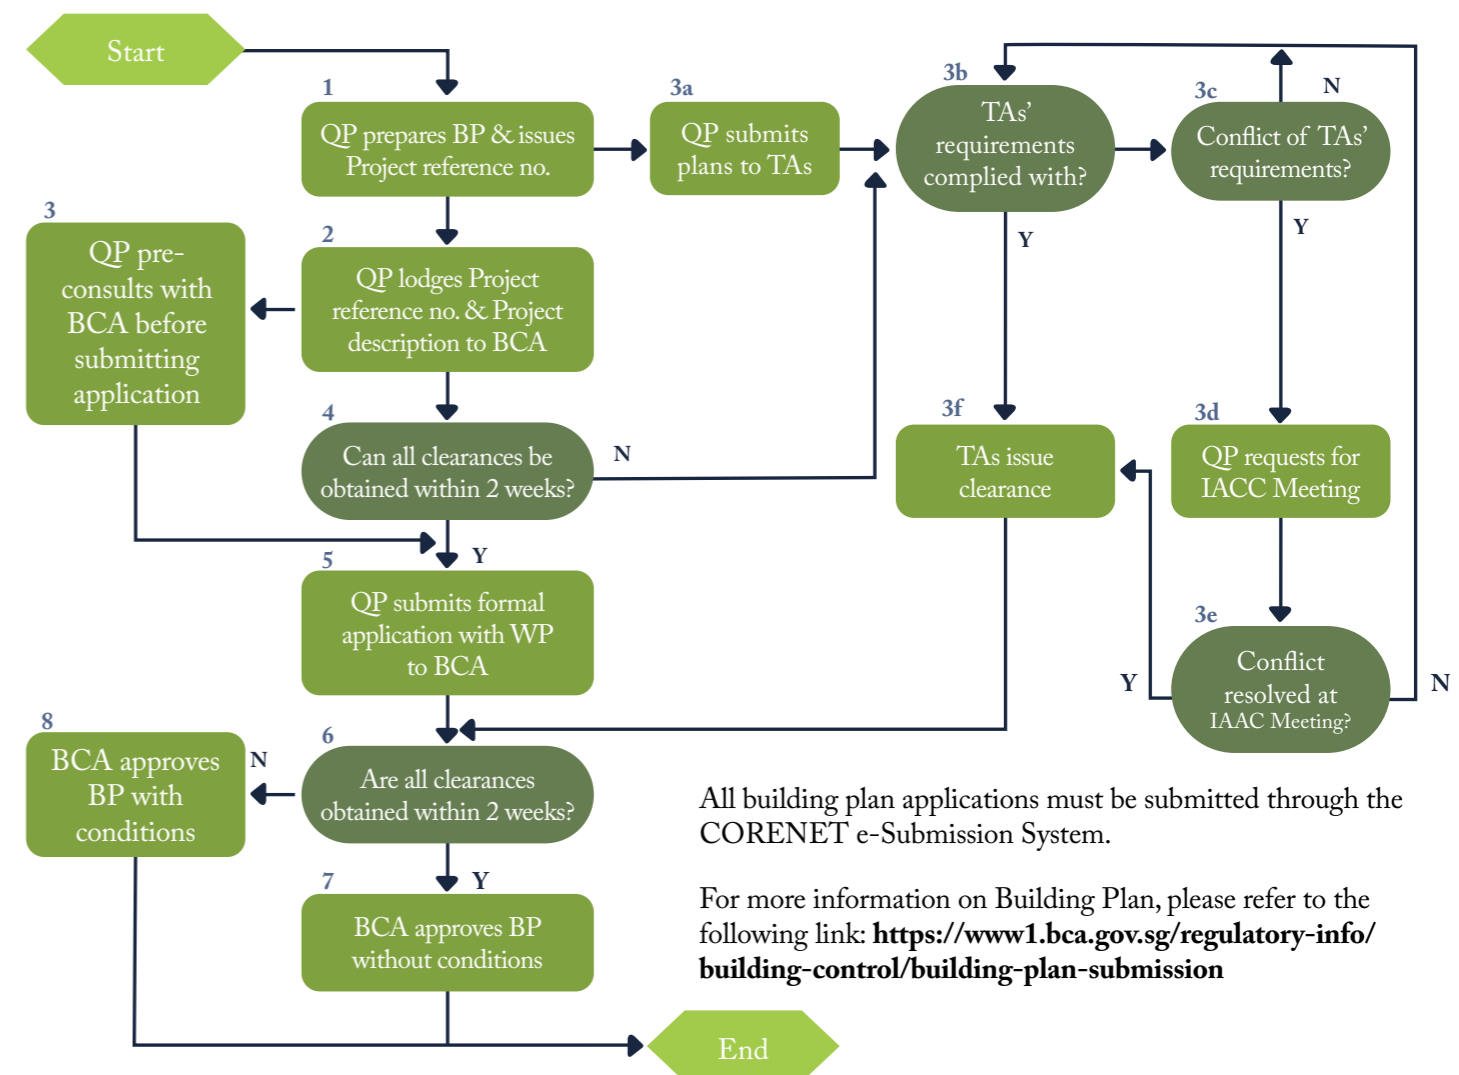 Start
1
QP prepares BP & issues
Project reference no.
3a
QP submits
plans to TAs
3b
TAs’
requirements
complied with?
3c
N
Conflict of TAs’
requirements?
Y
Y
3
QP pre-
consults with
BCA before
submitting
application
2
QP lodges Project
reference no. & Project
description to BCA
4
Can all clearances be
obtained within 2 weeks?
N
3f
TAs issue
clearance
3d
QP requests for
IACC Meeting
Y
5
QP submits formal
application with WP
to BCA
3e
Conflict
resolved at
IAAC Meeting?
Y
N
8
BCA approves
BP with
conditions
N
6
Are all clearances
obtained within 2 weeks?
Y
7
BCA approves BP
without conditions
All building plan applications must be submitted through the
CORENET e-Submission System.
For more information on Building Plan, please refer to the
following link: https://www1.bca.gov.sg/regulatory-info/
building-control/building-plan-submission
End